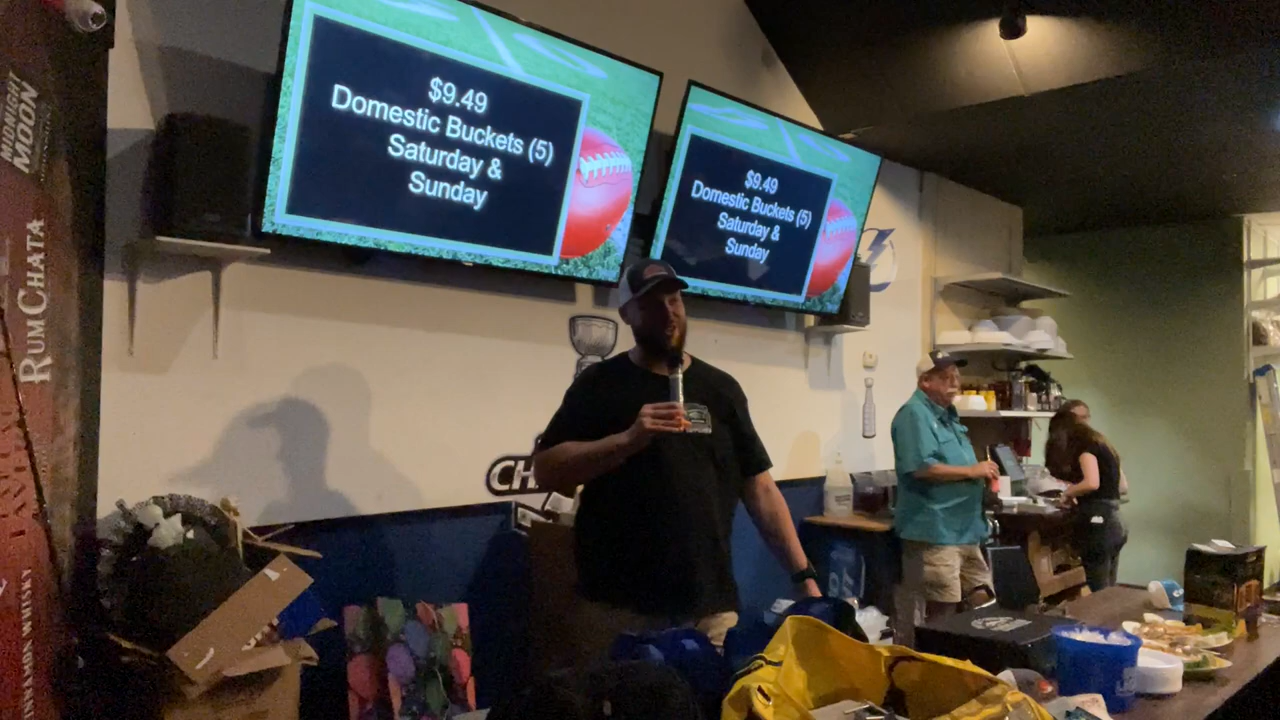 $9.49
Domestic Buckets (5)
Saturday &
Sunday
$9.49
Domestic Buckets (5)
Saturday &
Sunday
MIDNIGHT
MOON
RUMCHATA
CH